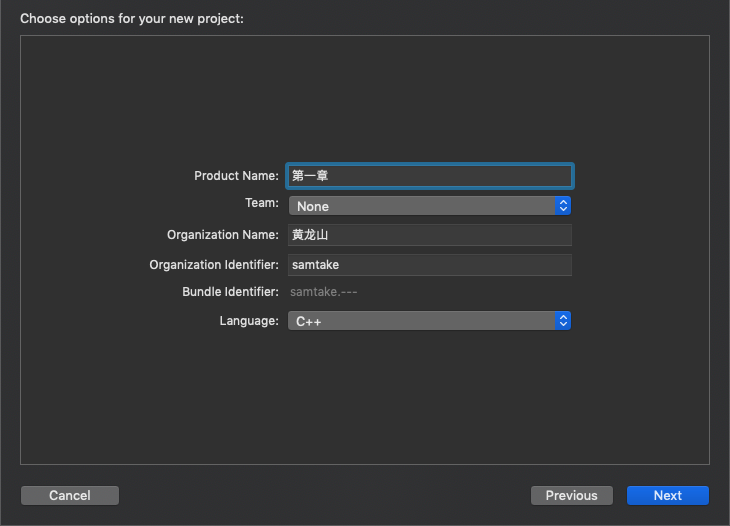 Choose options for your new project:
Product Name: 第一章
Team: None
Organization Name: 黄龙山
Organization Identifier: samtake
Bundle Identifier: samtake.---
Language: C++
Cancel Previous Next